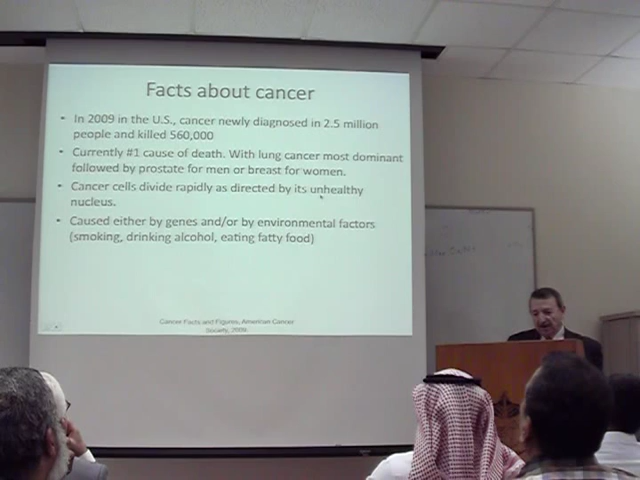 Facts about cancer
• In 2009 in the U.S., cancer newly diagnosed in 2.5 million
people and killed 560,000
• Currently #1 cause of death. With lung cancer most dominant
followed by prostate for men or breast for women.
• Cancer cells divide rapidly as directed by its unhealthy
nucleus.
• Caused either by genes and/or by environmental factors
(smoking, drinking alcohol, eating fatty food)
Cancer Facts and Figures, American Cancer
Society, 2009